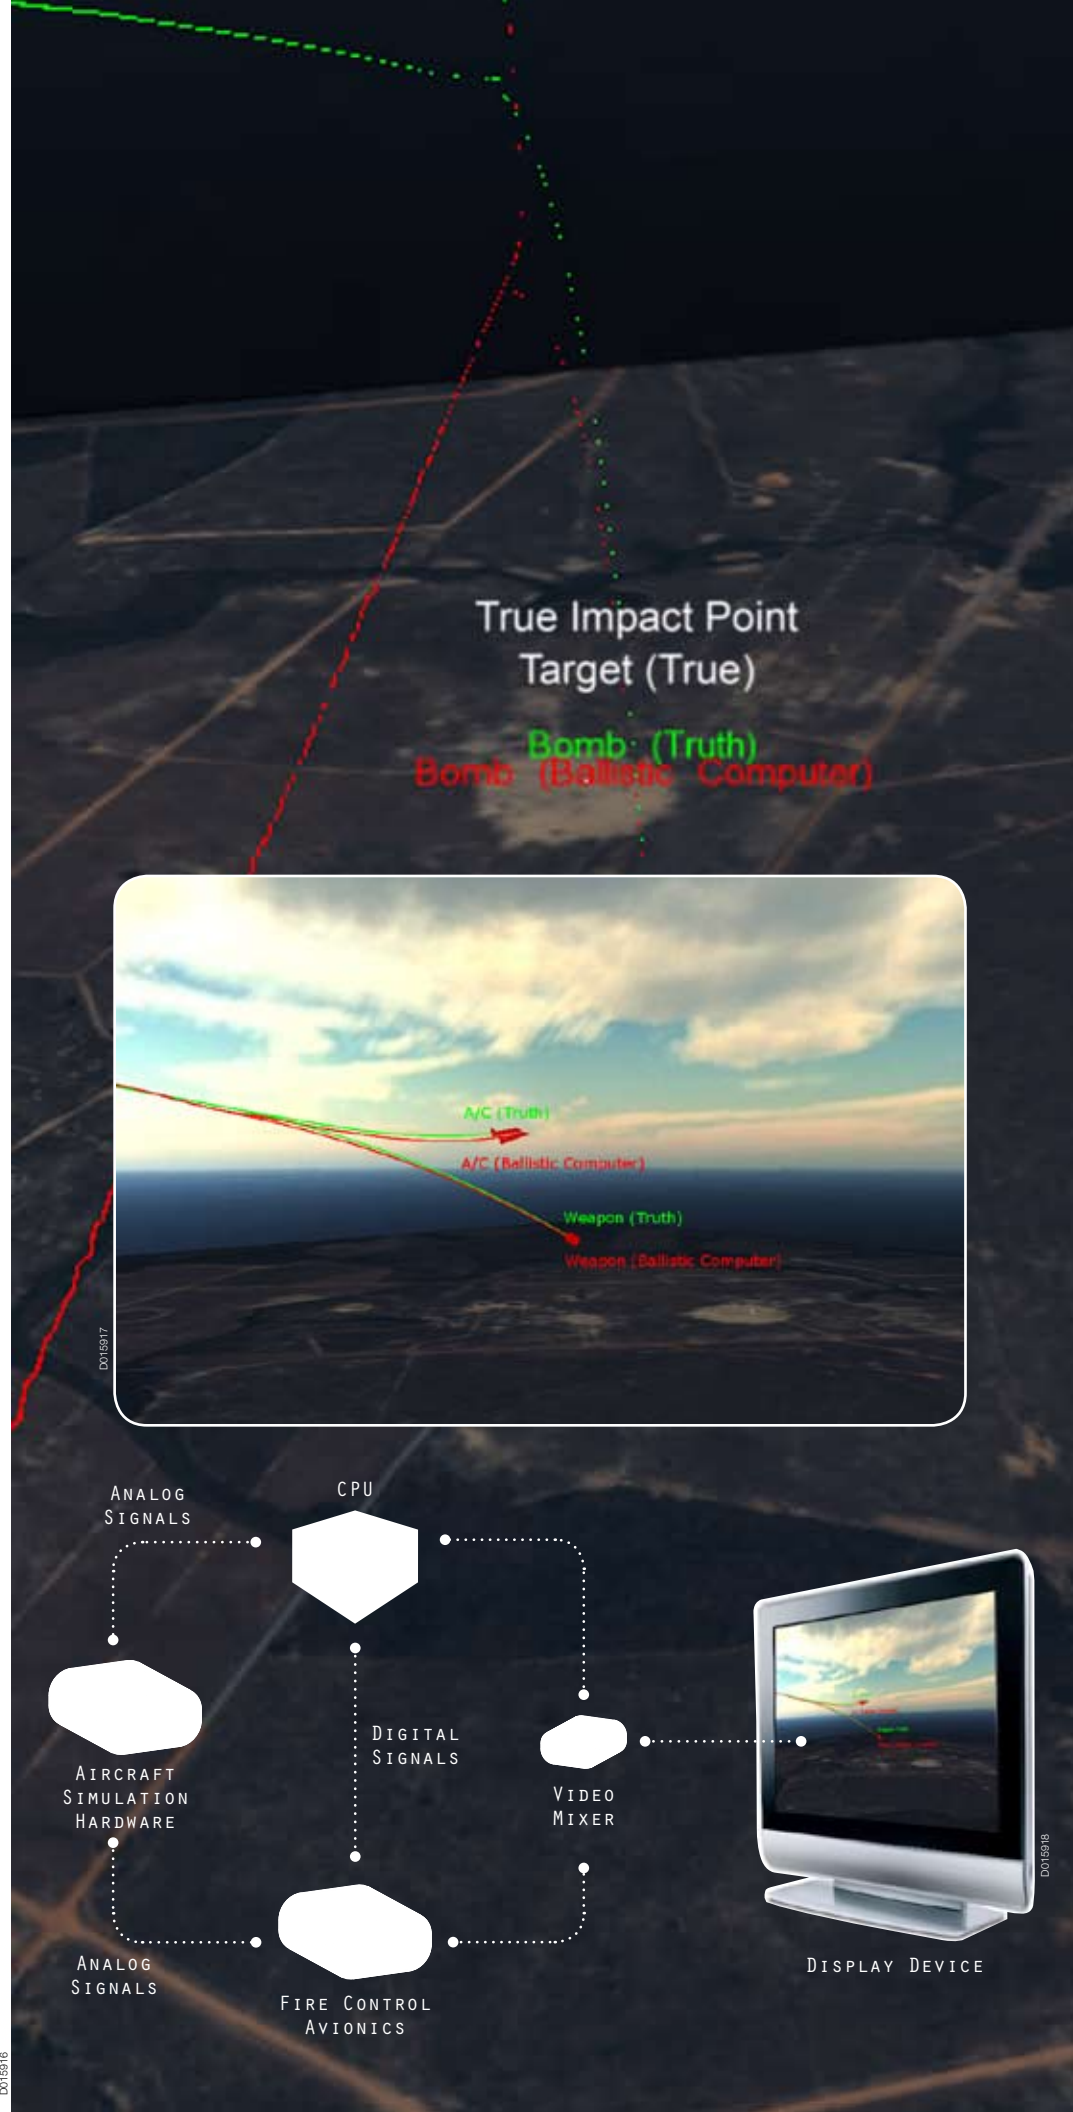 True Impact Point
Target (True)
Bomb (Truth)
Bomb (Ballistic Computer)
A/C (Truth)
A/C (Ballistic Computer)
Weapon (Truth)
Weapon (Ballistic Computer)
D015917
ANALOG
SIGNALS
CPU
DIGITAL
SIGNALS
AIRCRAFT
SIMULATION
HARDWARE
VIDEO
MIXER
D015918
ANALOG
SIGNALS
DISPLAY DEVICE
FIRE CONTROL
AVIONICS
D015916